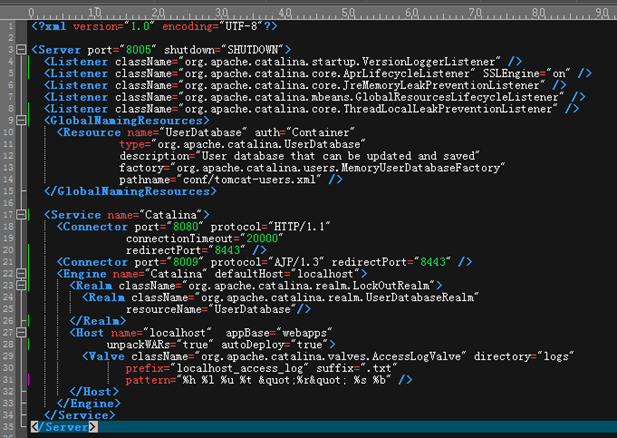 0 10 20 30 40 50 60 70 80 90
1 <?xml version="1.0" encoding="UTF-8"?>
2
3 <Server port="8005" shutdown="SHUTDOWN">
4 <Listener className="org.apache.catalina.startup.VersionLoggerListener" />
5 <Listener className="org.apache.catalina.core.AprLifecycleListener" SSLEngine="on" />
6 <Listener className="org.apache.catalina.core.JreMemoryLeakPreventionListener" />
7 <Listener className="org.apache.catalina.mbeans.GlobalResourcesLifecycleListener" />
8 <Listener className="org.apache.catalina.core.ThreadLocalLeakPreventionListener" />
9 <GlobalNamingResources>
10 <Resource name="UserDatabase" auth="Container"
11 type="org.apache.catalina.UserDatabase"
12 description="User database that can be updated and saved"
13 factory="org.apache.catalina.users.MemoryUserDatabaseFactory"
14 pathname="conf/tomcat-users.xml" />
15 </GlobalNamingResources>
16
17 <Service name="Catalina">
18 <Connector port="8080" protocol="HTTP/1.1"
19 connectionTimeout="20000"
20 redirectPort="8443" />
21 <Connector port="8009" protocol="AJP/1.3" redirectPort="8443" />
22 <Engine name="Catalina" defaultHost="localhost">
23 <Realm className="org.apache.catalina.realm.LockOutRealm">
24 <Realm className="org.apache.catalina.realm.UserDatabaseRealm"
25 resourceName="UserDatabase"/>
26 </Realm>
27 <Host name="localhost" appBase="webapps"
28 unpackWARs="true" autoDeploy="true">
29 <Valve className="org.apache.catalina.valves.AccessLogValve" directory="logs"
30 prefix="localhost_access_log" suffix=".txt"
31 pattern="%h %l %u %t &quot;%r&quot; %s %b" />
32 </Host>
33 </Engine>
34 </Service>
35 </Server>